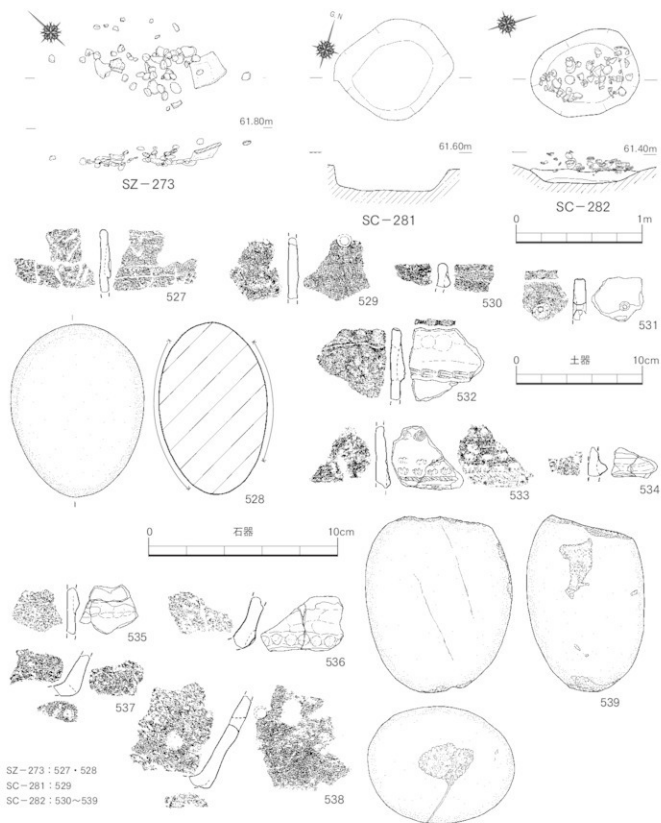 G N
61.80m
61.60m
61.40m
SZ-273
SC-281
SC-282
0 1m
527
529
530
531
532
0 土器 10cm
528
533
534
0 石器 10cm
535
536
537
538
539
SZ-273:527・528
SC-281:529
SC-282:530~539